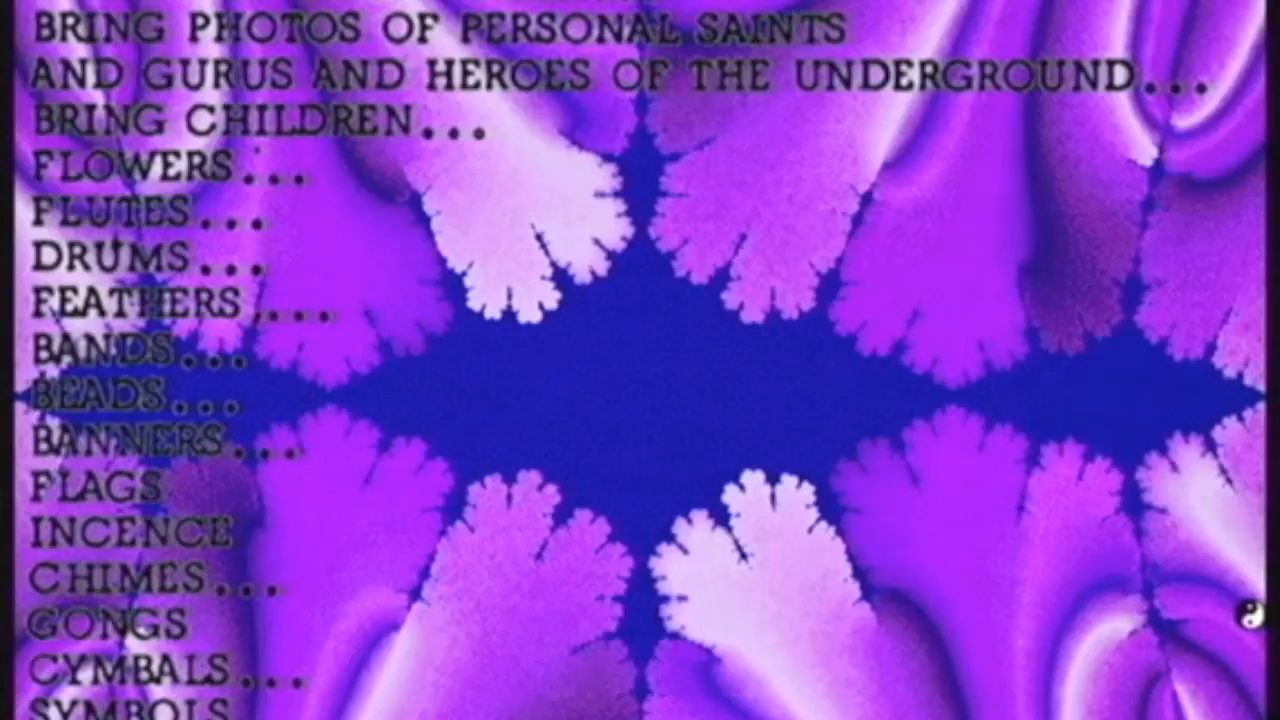 BRING PHOTOS OF PERSONAL SAINTS
AND GURUS AND HEROES OF THE UNDERGROUND...
BRING CHILDREN...
FLOWERS...
FLUTES...
DRUMS...
FEATHERS....
BANDS...
BEADS...
BANNERS...
FLAGS
INCENCE
CHIMES...
GONGS
CYMBALS...
SYMBOLS